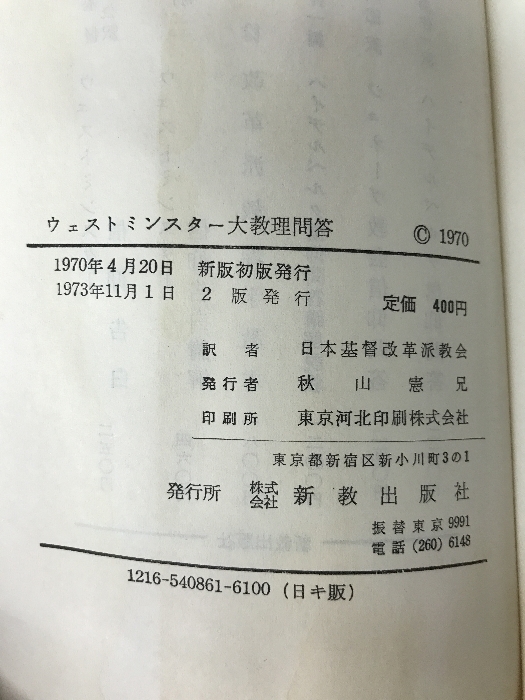 ウェストミンスター大教理問答 © 1970
1970年4月20日 新版初版発行
1973年11月1日 2版発行 定価 400円
訳者 日本基督改革派教会
発行者 秋山憲兄
印刷所 東京河北印刷株式会社
東京都新宿区新小川町3の1
発行所 株式会社 新教出版社
振替東京9991
電話(260)6148
1216-540861-6100(日キ販)